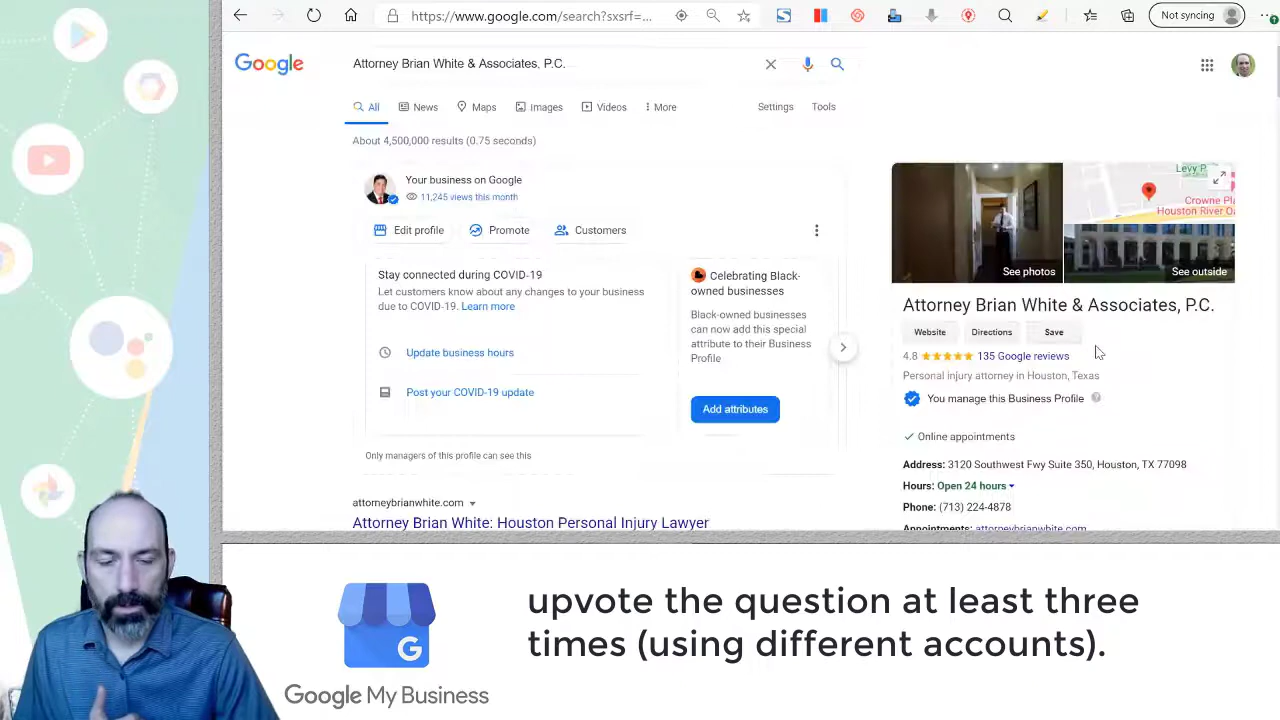 https://www.google.com/search?sxsrf=...
Not syncing
Google
Attorney Brian White & Associates, P.C.
All
News
Maps
Images
Videos
More
Settings
Tools
About 4,500,000 results (0.75 seconds)
Your business on Google
11,245 views this month
Edit profile
Promote
Customers
Stay connected during COVID-19
Let customers know about any changes to your business
due to COVID-19. Learn more
Update business hours
Post your COVID-19 update
Celebrating Black-
owned businesses
Black-owned businesses
can now add this special
attribute to their Business
Profile
Add attributes
Only managers of this profile can see this
attorneybrianwhite.com
Attorney Brian White: Houston Personal Injury Lawyer
Levy P
Crowne Pl
Houston River O
See photos
See outside
Attorney Brian White & Associates, P.C.
Website
Directions
Save
4.8
135 Google reviews
Personal injury attorney in Houston, Texas
You manage this Business Profile
Online appointments
Address: 3120 Southwest Fwy Suite 350, Houston, TX 77098
Hours: Open 24 hours
Phone: (713) 224-4878
Appointments: attorneybrianwhite.com
upvote the question at least three
times (using different accounts).
G
Google My Business